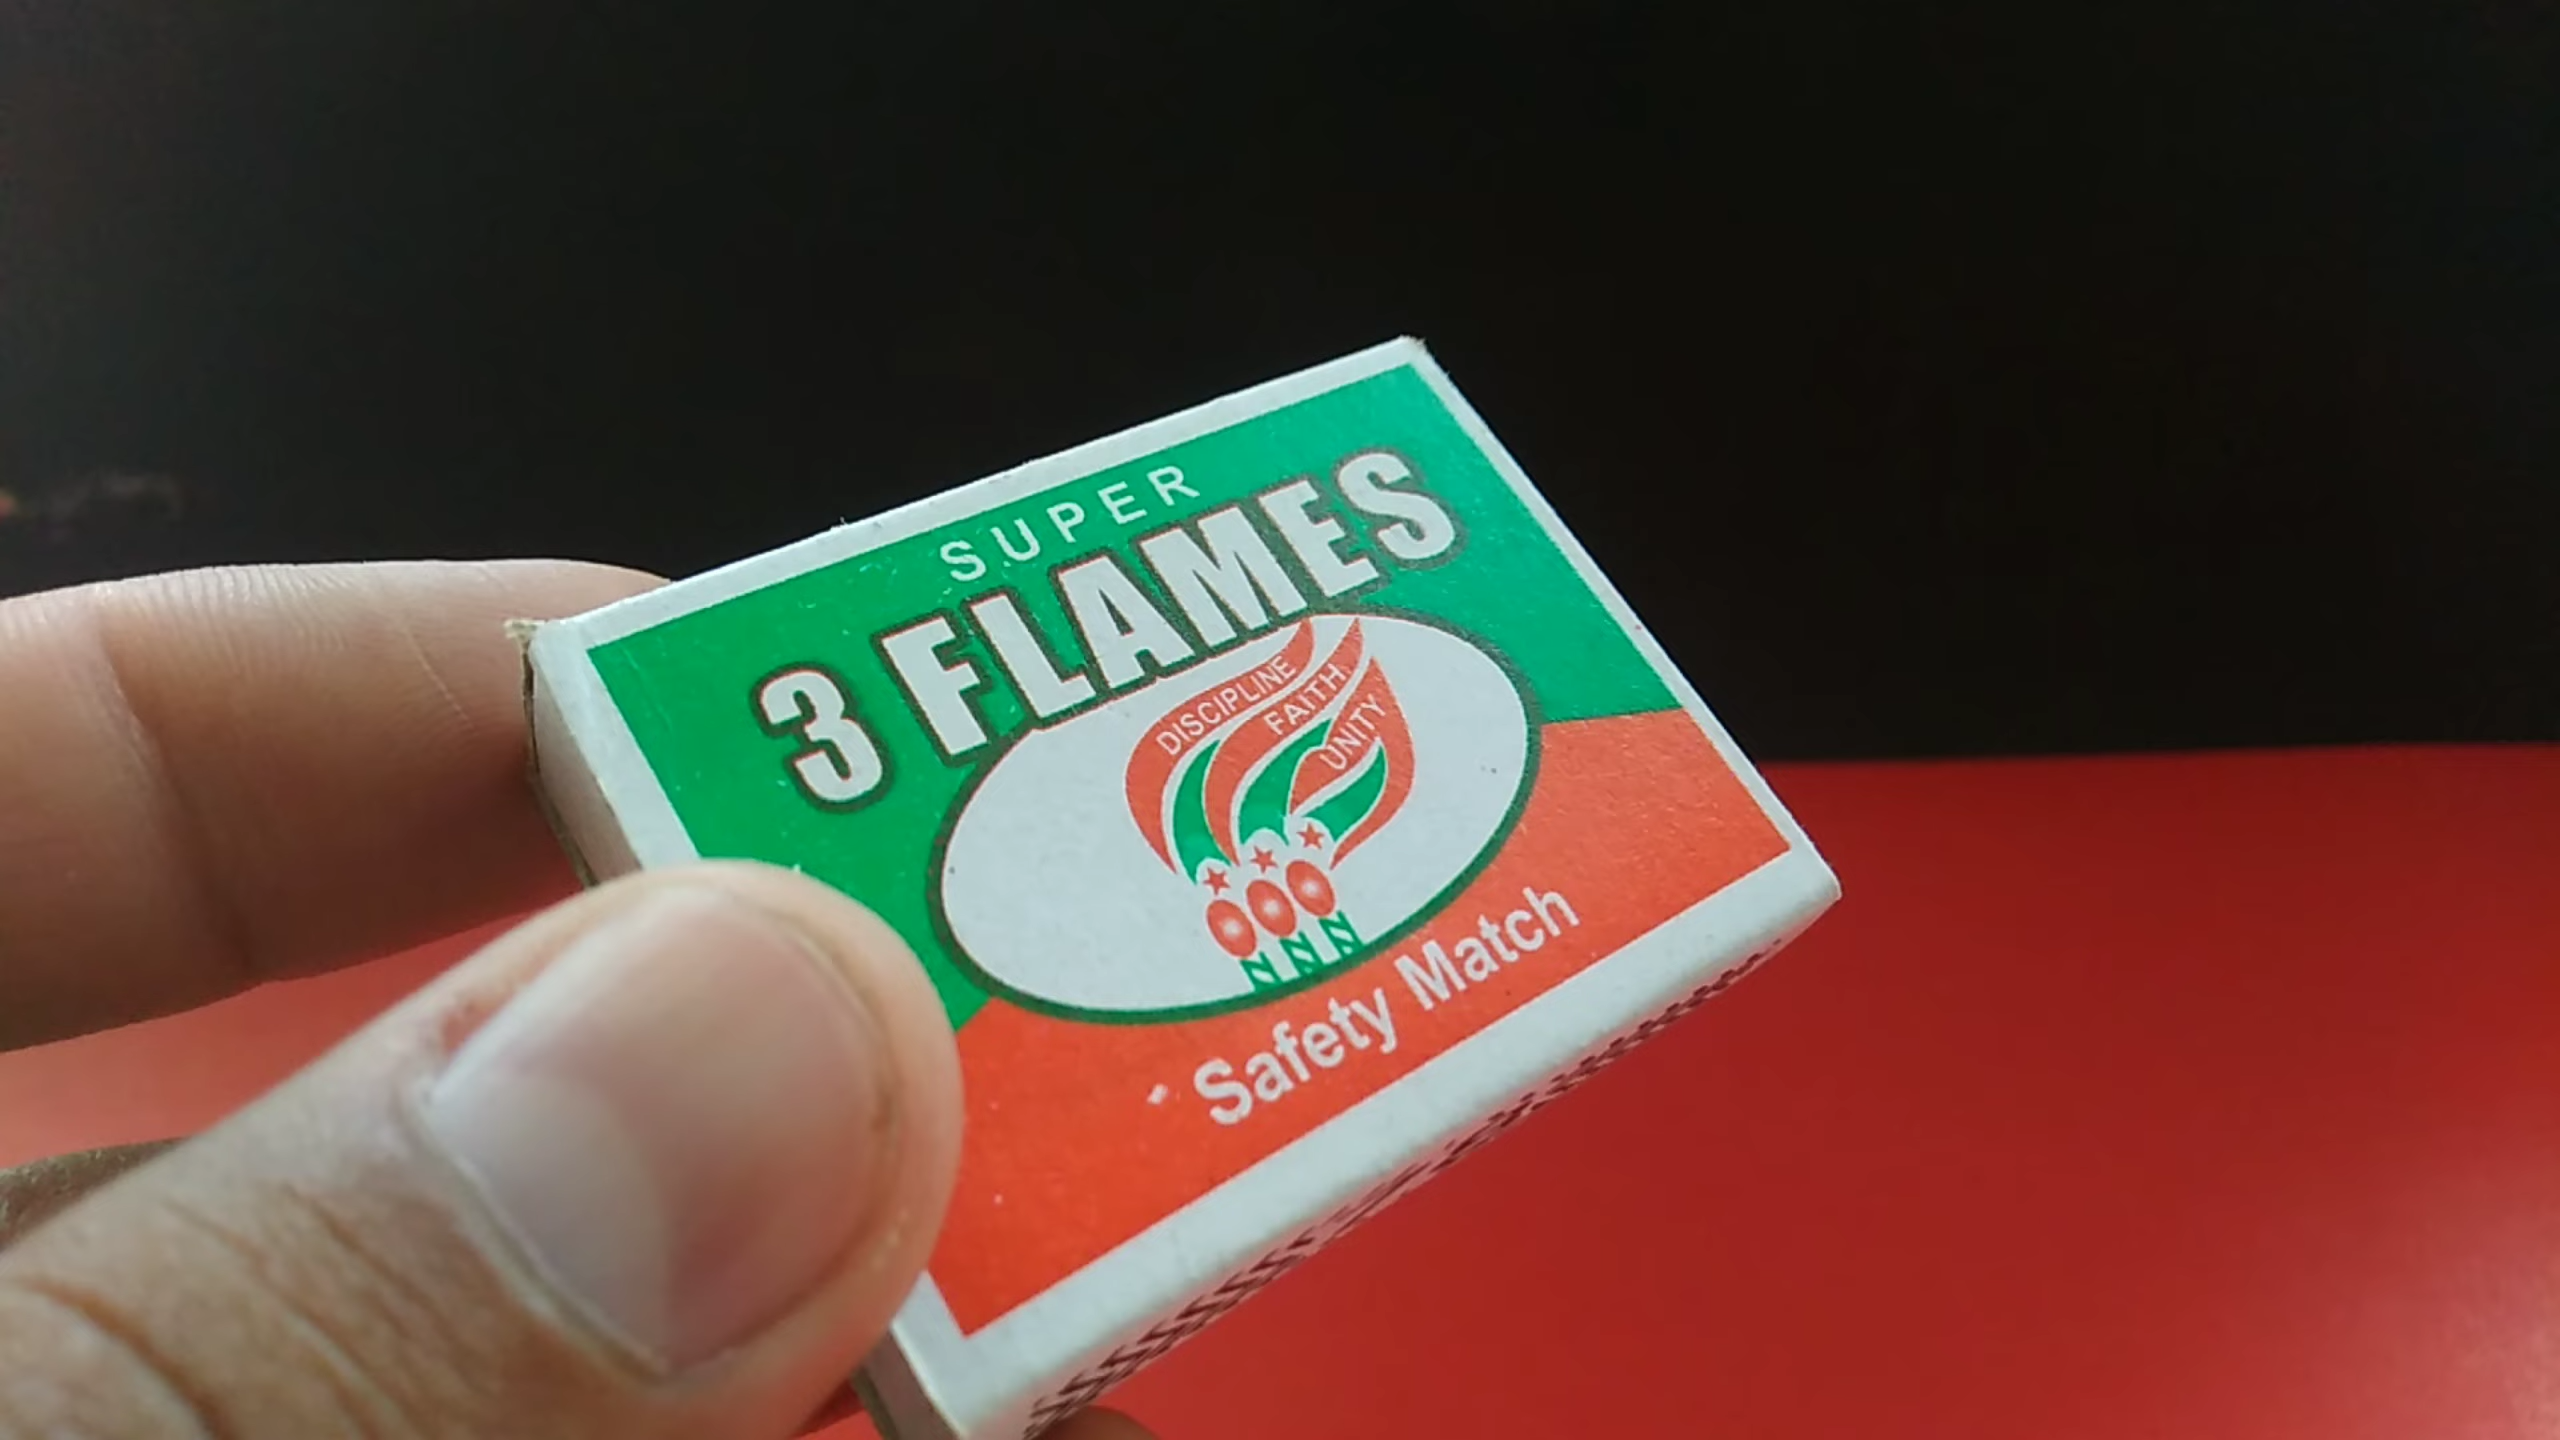 SUPER
3 FLAMES
DISCIPLINE
FAITH
UNITY
Safety Match